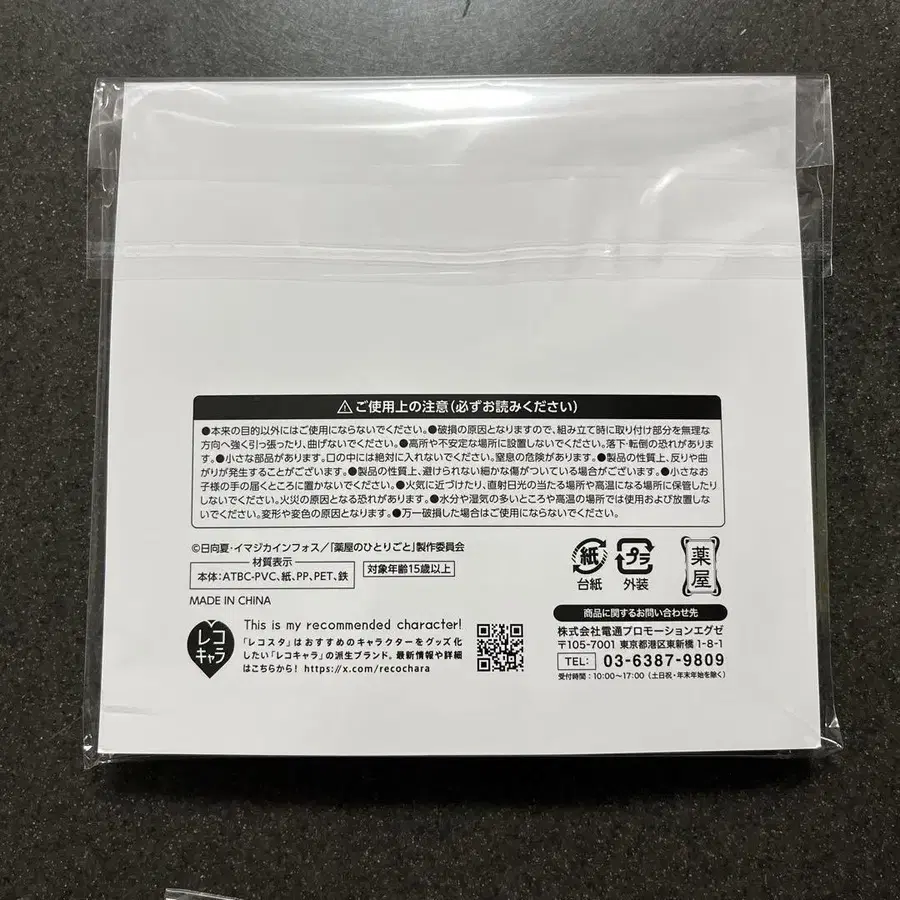 ⚠ご使用上の注意(必ずお読みください)
●本来の目的以外にはご使用にならないでください。●破損の原因となりますので、組み立て時に取り付け部分を無理な
方向へ強く引っ張ったり、曲げないでください。●高所や不安定な場所に設置しないでください。落下・転倒の恐れがありま
す。●小さな部品があります。口の中には絶対に入れないでください。窒息の危険があります。●製品の性質上、反りや曲
がりが発生することがございます。●製品の性質上、避けられない細かな傷がついている場合がございます。●小さなお
子様の手の届くところに置かないでください。●火気に近づけたり、直射日光の当たる場所や高温になる場所に保管したり
しないでください。火災の原因となる恐れがあります。●水分や湿気の多いところや高温の場所では使用および放置しな
いでください。変形や変色の原因となります。●万一破損した場合はご使用にならないでください。
©日向夏・イマジカインフォス/「薬屋のひとりごと」製作委員会
材質表示
本体:ATBC-PVC、紙、PP、PET、鉄
対象年齢15歳以上
MADE IN CHINA
紙
台紙
プラ
外装
薬屋
レコキャラ
This is my recommended character!
「レコスタ」はおすすめのキャラクターをグッズ化
したい「レコキャラ」の派生ブランド。最新情報や詳細
はこちらから! https://x.com/recochara
商品に関するお問い合わせ先
株式会社電通プロモーションエグゼ
〒105-7001 東京都港区東新橋 1-8-1
TEL: 03-6387-9809
受付時間:10:00〜17:00(土日祝・年末年始を除く)